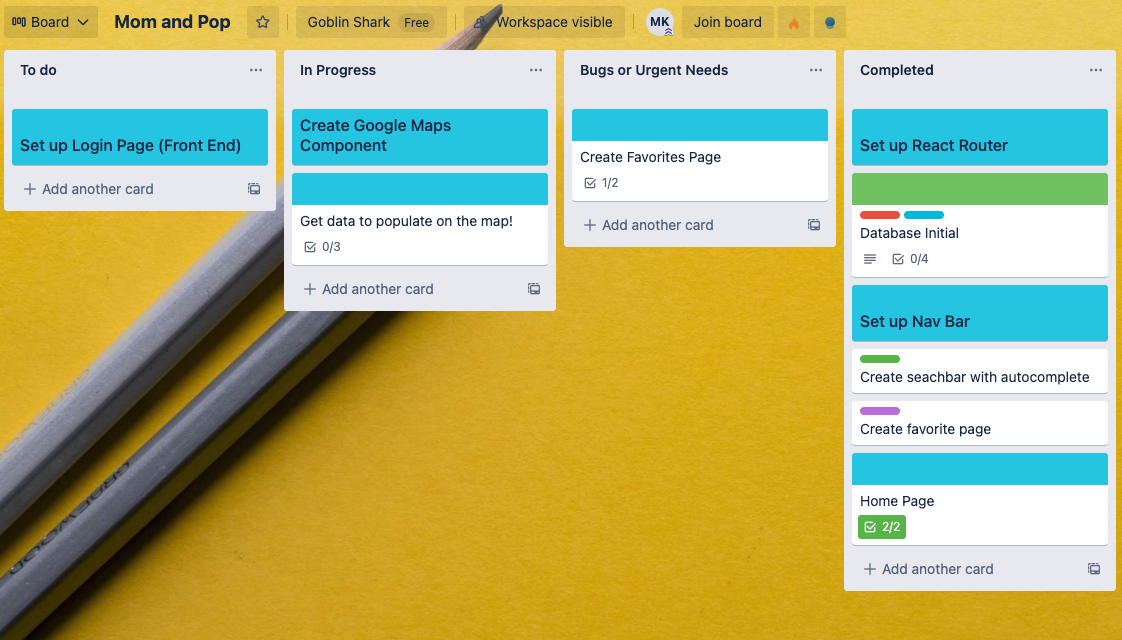 Board
Mom and Pop
Goblin Shark Free
Workspace visible
MK
Join board
To do
Set up Login Page (Front End)
+ Add another card
In Progress
Create Google Maps
Component
Get data to populate on the map!
0/3
+ Add another card
Bugs or Urgent Needs
Create Favorites Page
1/2
+ Add another card
Completed
Set up React Router
Database Initial
0/4
Set up Nav Bar
Create seachbar with autocomplete
Create favorite page
Home Page
2/2
+ Add another card